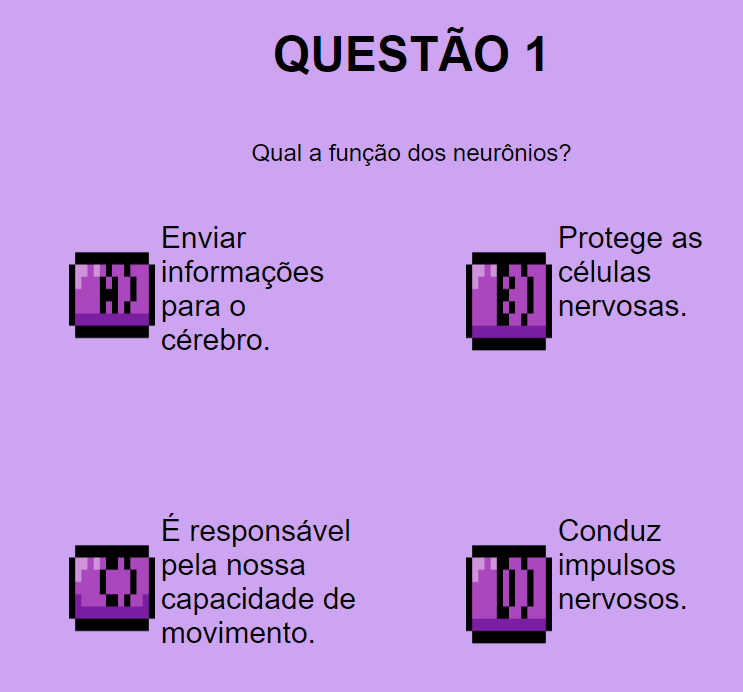 QUESTÃO 1
Qual a função dos neurônios?
A)
Enviar
informações
para o
cérebro.
B)
Protege as
células
nervosas.
C)
É responsável
pela nossa
capacidade de
movimento.
D)
Conduz
impulsos
nervosos.